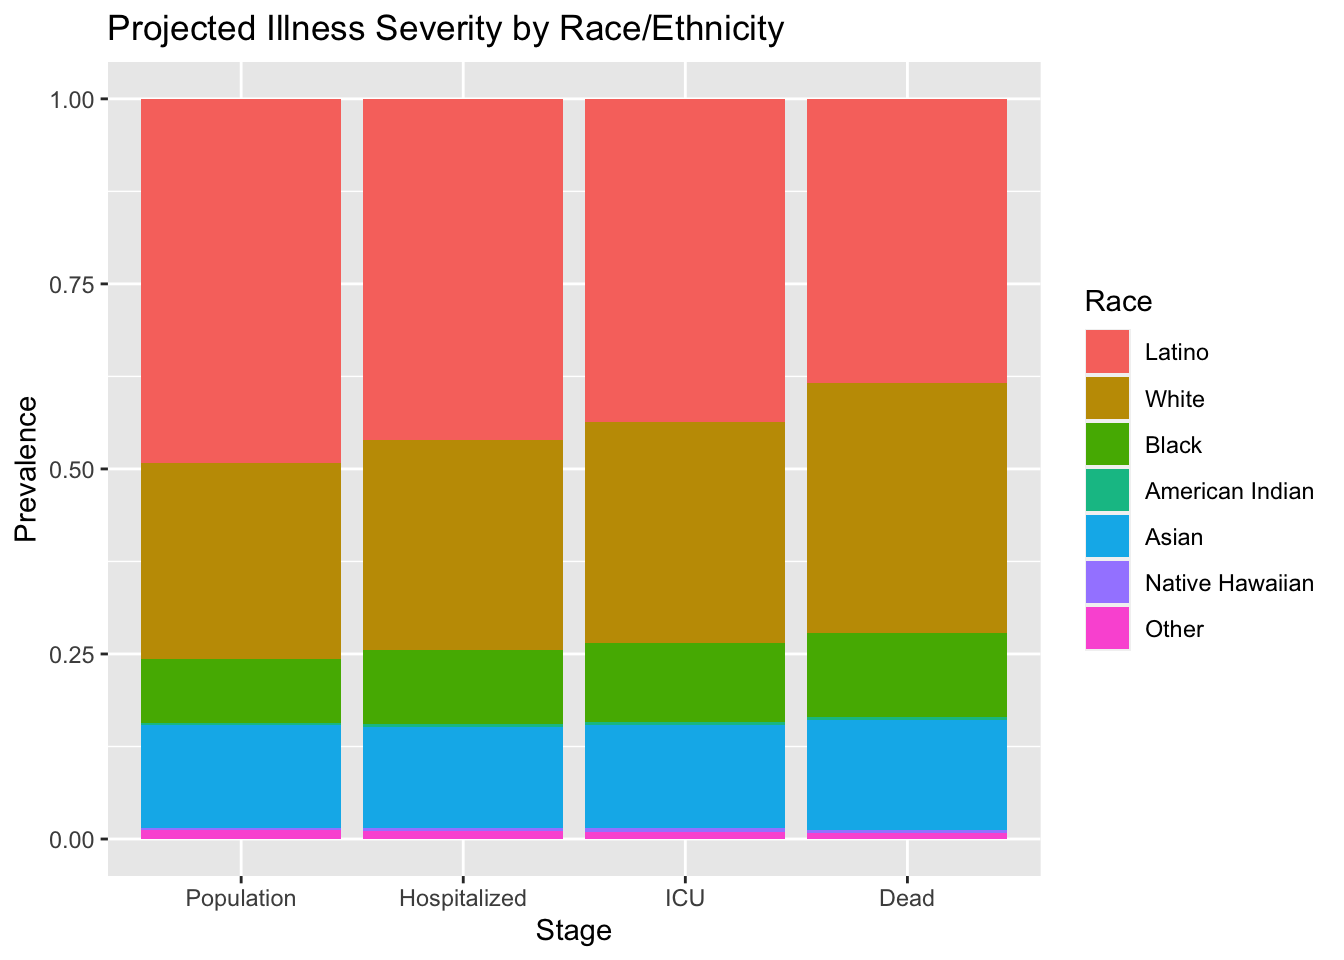 Projected Illness Severity by Race/Ethnicity
1.00
0.75
0.50
0.25
0.00
Prevalence
Population Hospitalized ICU Dead
Stage
Race
Latino
White
Black
American Indian
Asian
Native Hawaiian
Other